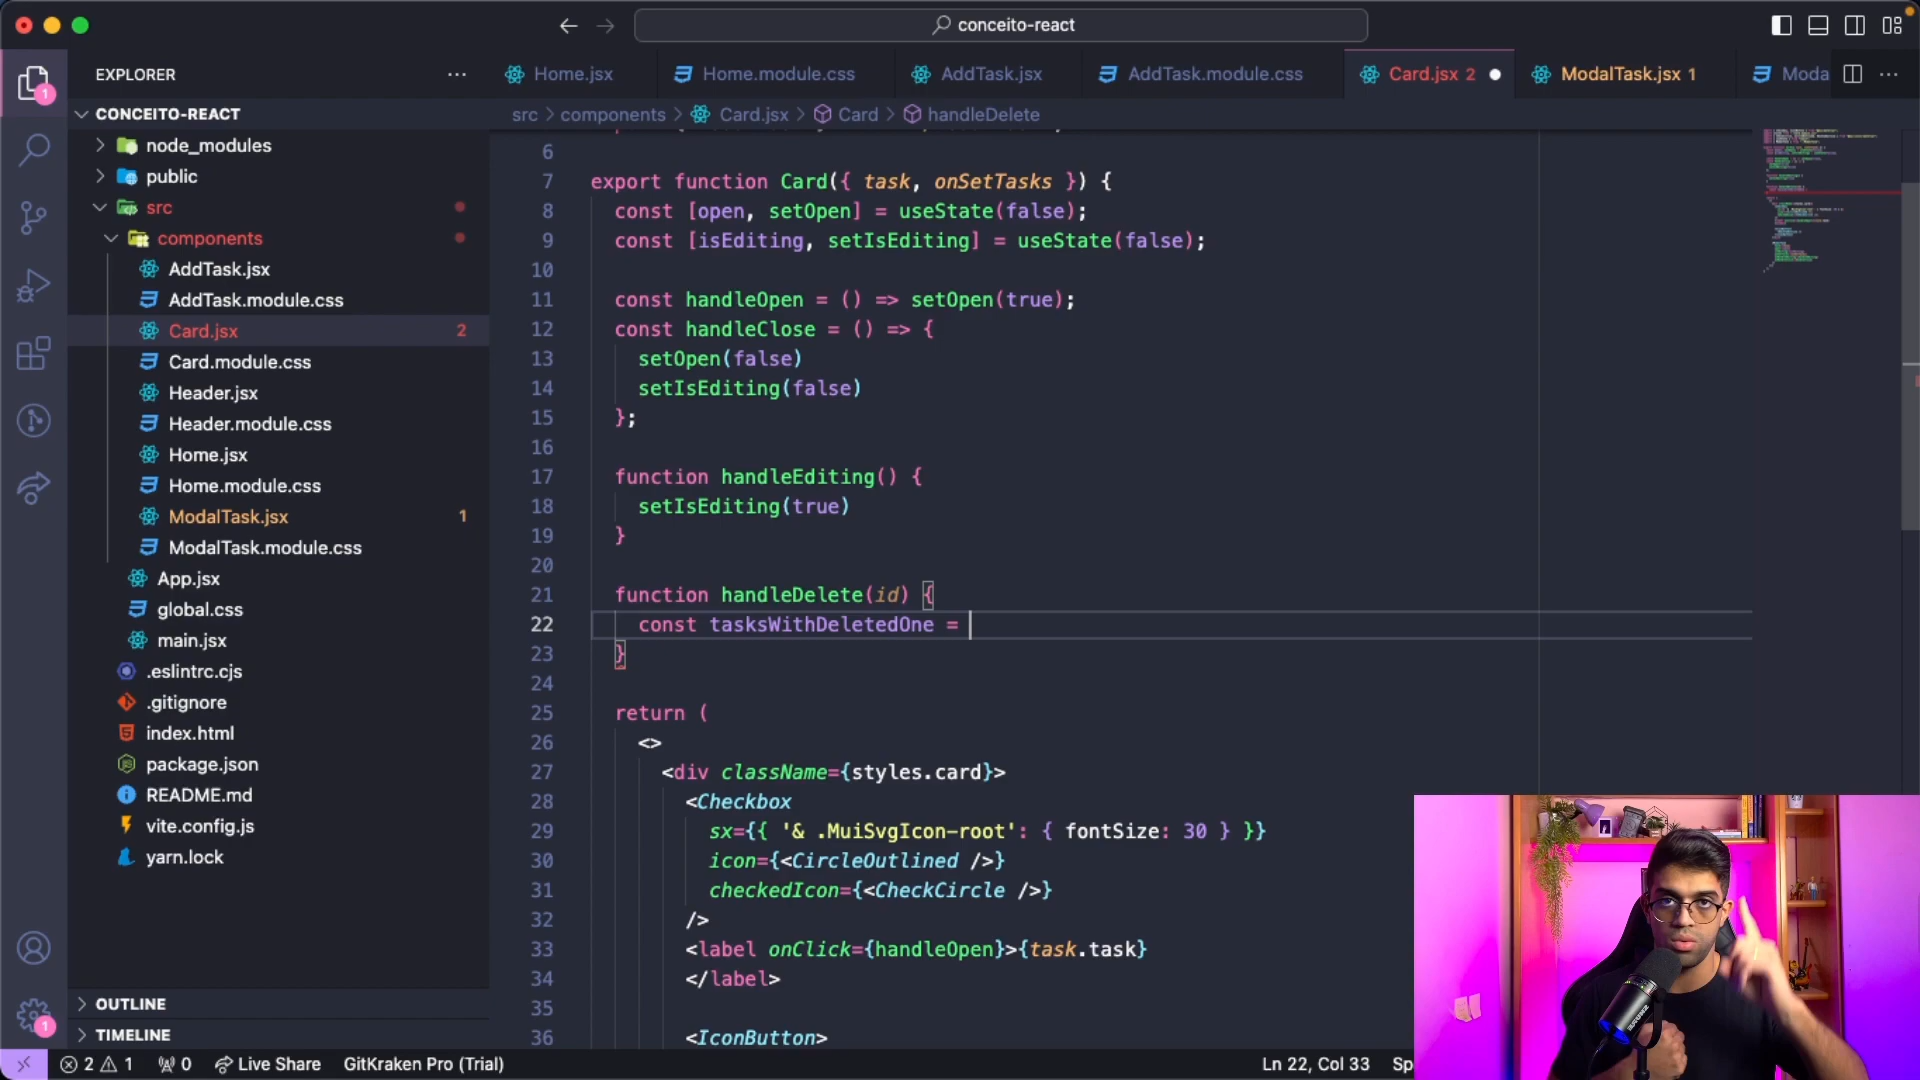 conceito-react
EXPLORER
Home.jsx
Home.module.css
AddTask.jsx
AddTask.module.css
Card.jsx 2
ModalTask.jsx 1
Moda
CONCEITO-REACT
src > components > Card.jsx > Card > handleDelete
node_modules
public
src
components
AddTask.jsx
AddTask.module.css
Card.jsx 2
Card.module.css
Header.jsx
Header.module.css
Home.jsx
Home.module.css
ModalTask.jsx 1
ModalTask.module.css
App.jsx
global.css
main.jsx
.eslintrc.cjs
.gitignore
index.html
package.json
README.md
vite.config.js
yarn.lock
OUTLINE
TIMELINE
1
1
6
7 export function Card({ task, onSetTasks }) {
8 const [open, setOpen] = useState(false);
9 const [isEditing, setIsEditing] = useState(false);
10
11 const handleOpen = () => setOpen(true);
12 const handleClose = () => {
13 setOpen(false)
14 setIsEditing(false)
15 };
16
17 function handleEditing() {
18 setIsEditing(true)
19 }
20
21 function handleDelete(id) {
22 const tasksWithDeletedOne =
23 }
24
25 return (
26 <>
27 <div className={styles.card}>
28 <Checkbox
29 sx={{ '& .MuiSvgIcon-root': { fontSize: 30 } }}
30 icon={<CircleOutlined />}
31 checkedIcon={<CheckCircle />}
32 />
33 <label onClick={handleOpen}>{task.task}
34 </label>
35
36 <IconButton>
2 1 0 Live Share GitKraken Pro (Trial) Ln 22, Col 33 Sp